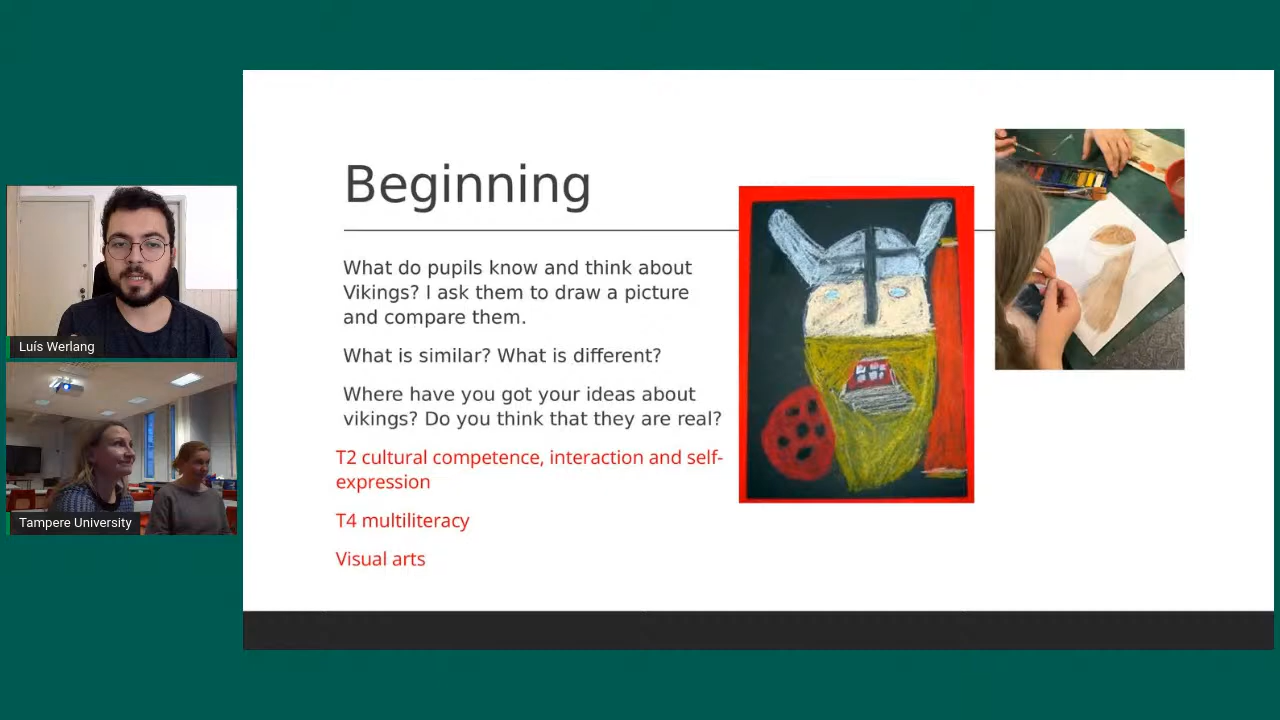 Beginning
What do pupils know and think about
Vikings? I ask them to draw a picture
and compare them.
What is similar? What is different?
Where have you got your ideas about
vikings? Do you think that they are real?
T2 cultural competence, interaction and self-
expression
T4 multiliteracy
Visual arts
Luís Werlang
Tampere University